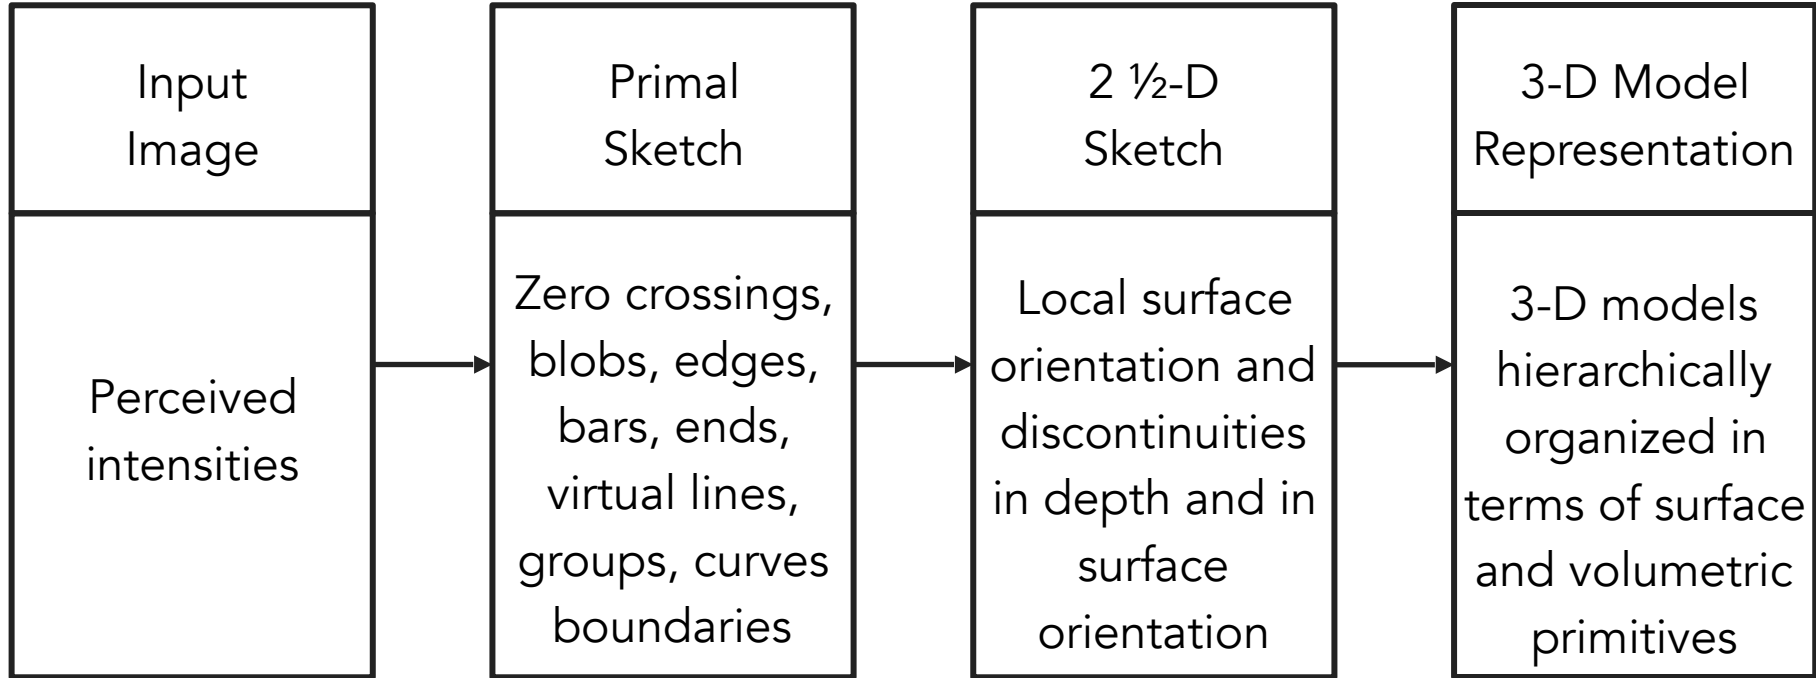 Input
Image
Perceived
intensities
Primal
Sketch
Zero crossings,
blobs, edges,
bars, ends,
virtual lines,
groups, curves
boundaries
2 ½-D
Sketch
Local surface
orientation and
discontinuities
in depth and in
surface
orientation
3-D Model
Representation
3-D models
hierarchically
organized in
terms of surface
and volumetric
primitives